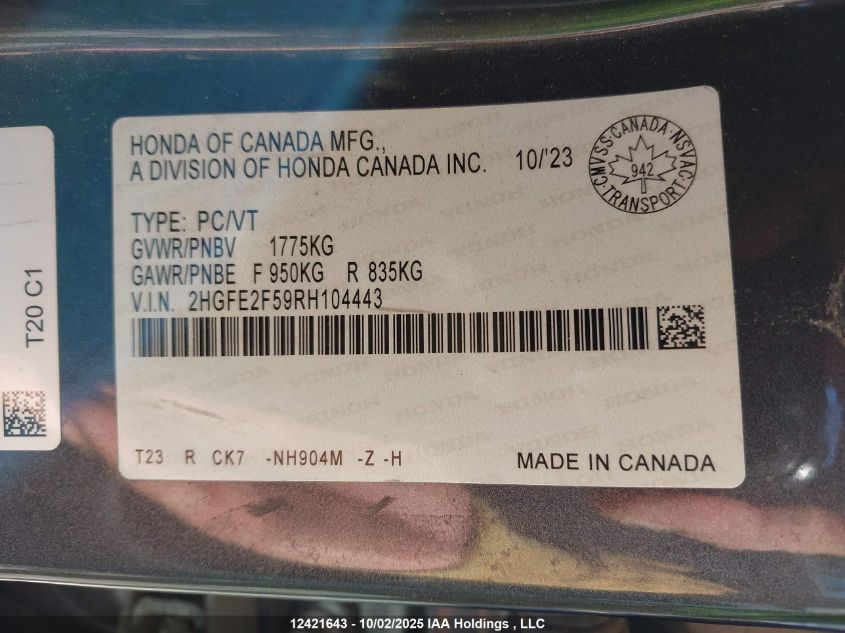 HONDA OF CANADA MFG.,
A DIVISION OF HONDA CANADA INC. 10/'23
CMVSS · CANADA · NSVAC · TRANSPORT ·
942
TYPE: PC/VT
GVWR/PNBV 1775KG
GAWR/PNBE F 950KG R 835KG
V.I.N. 2HGFE2F59RH104443
T20 C1
T23 R CK7 -NH904M -Z -H
MADE IN CANADA
12421643 - 10/02/2025 IAA Holdings , LLC